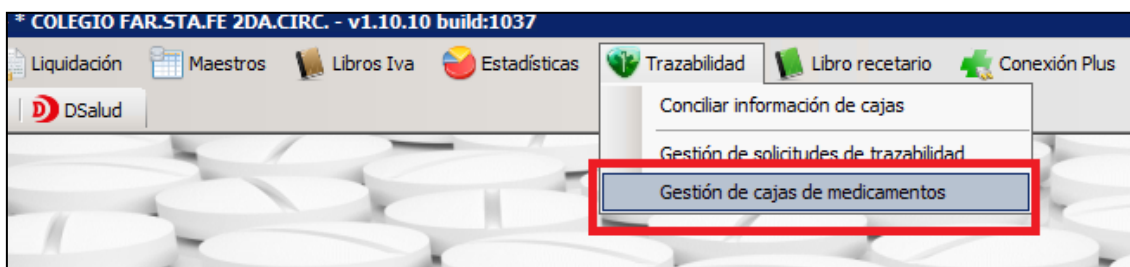 * COLEGIO FAR.STA.FE 2DA.CIRC. - v1.10.10 build:1037
Liquidación Maestros Libros Iva Estadísticas Trazabilidad Libro recetario Conexión Plus
DSalud
Conciliar información de cajas
Gestión de solicitudes de trazabilidad
Gestión de cajas de medicamentos